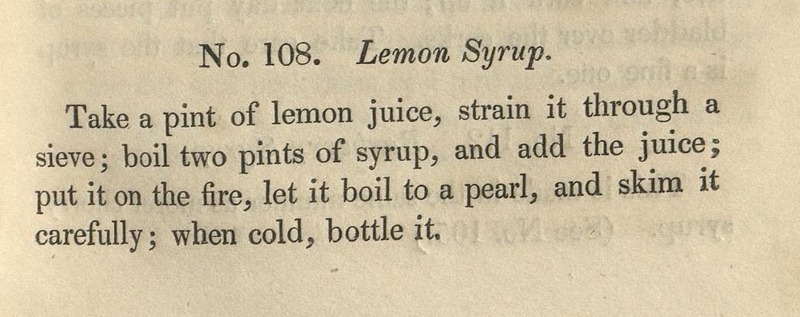 No. 108. Lemon Syrup.
Take a pint of lemon juice, strain it through a
sieve; boil two pints of syrup, and add the juice;
put it on the fire, let it boil to a pearl, and skim it
carefully; when cold, bottle it.